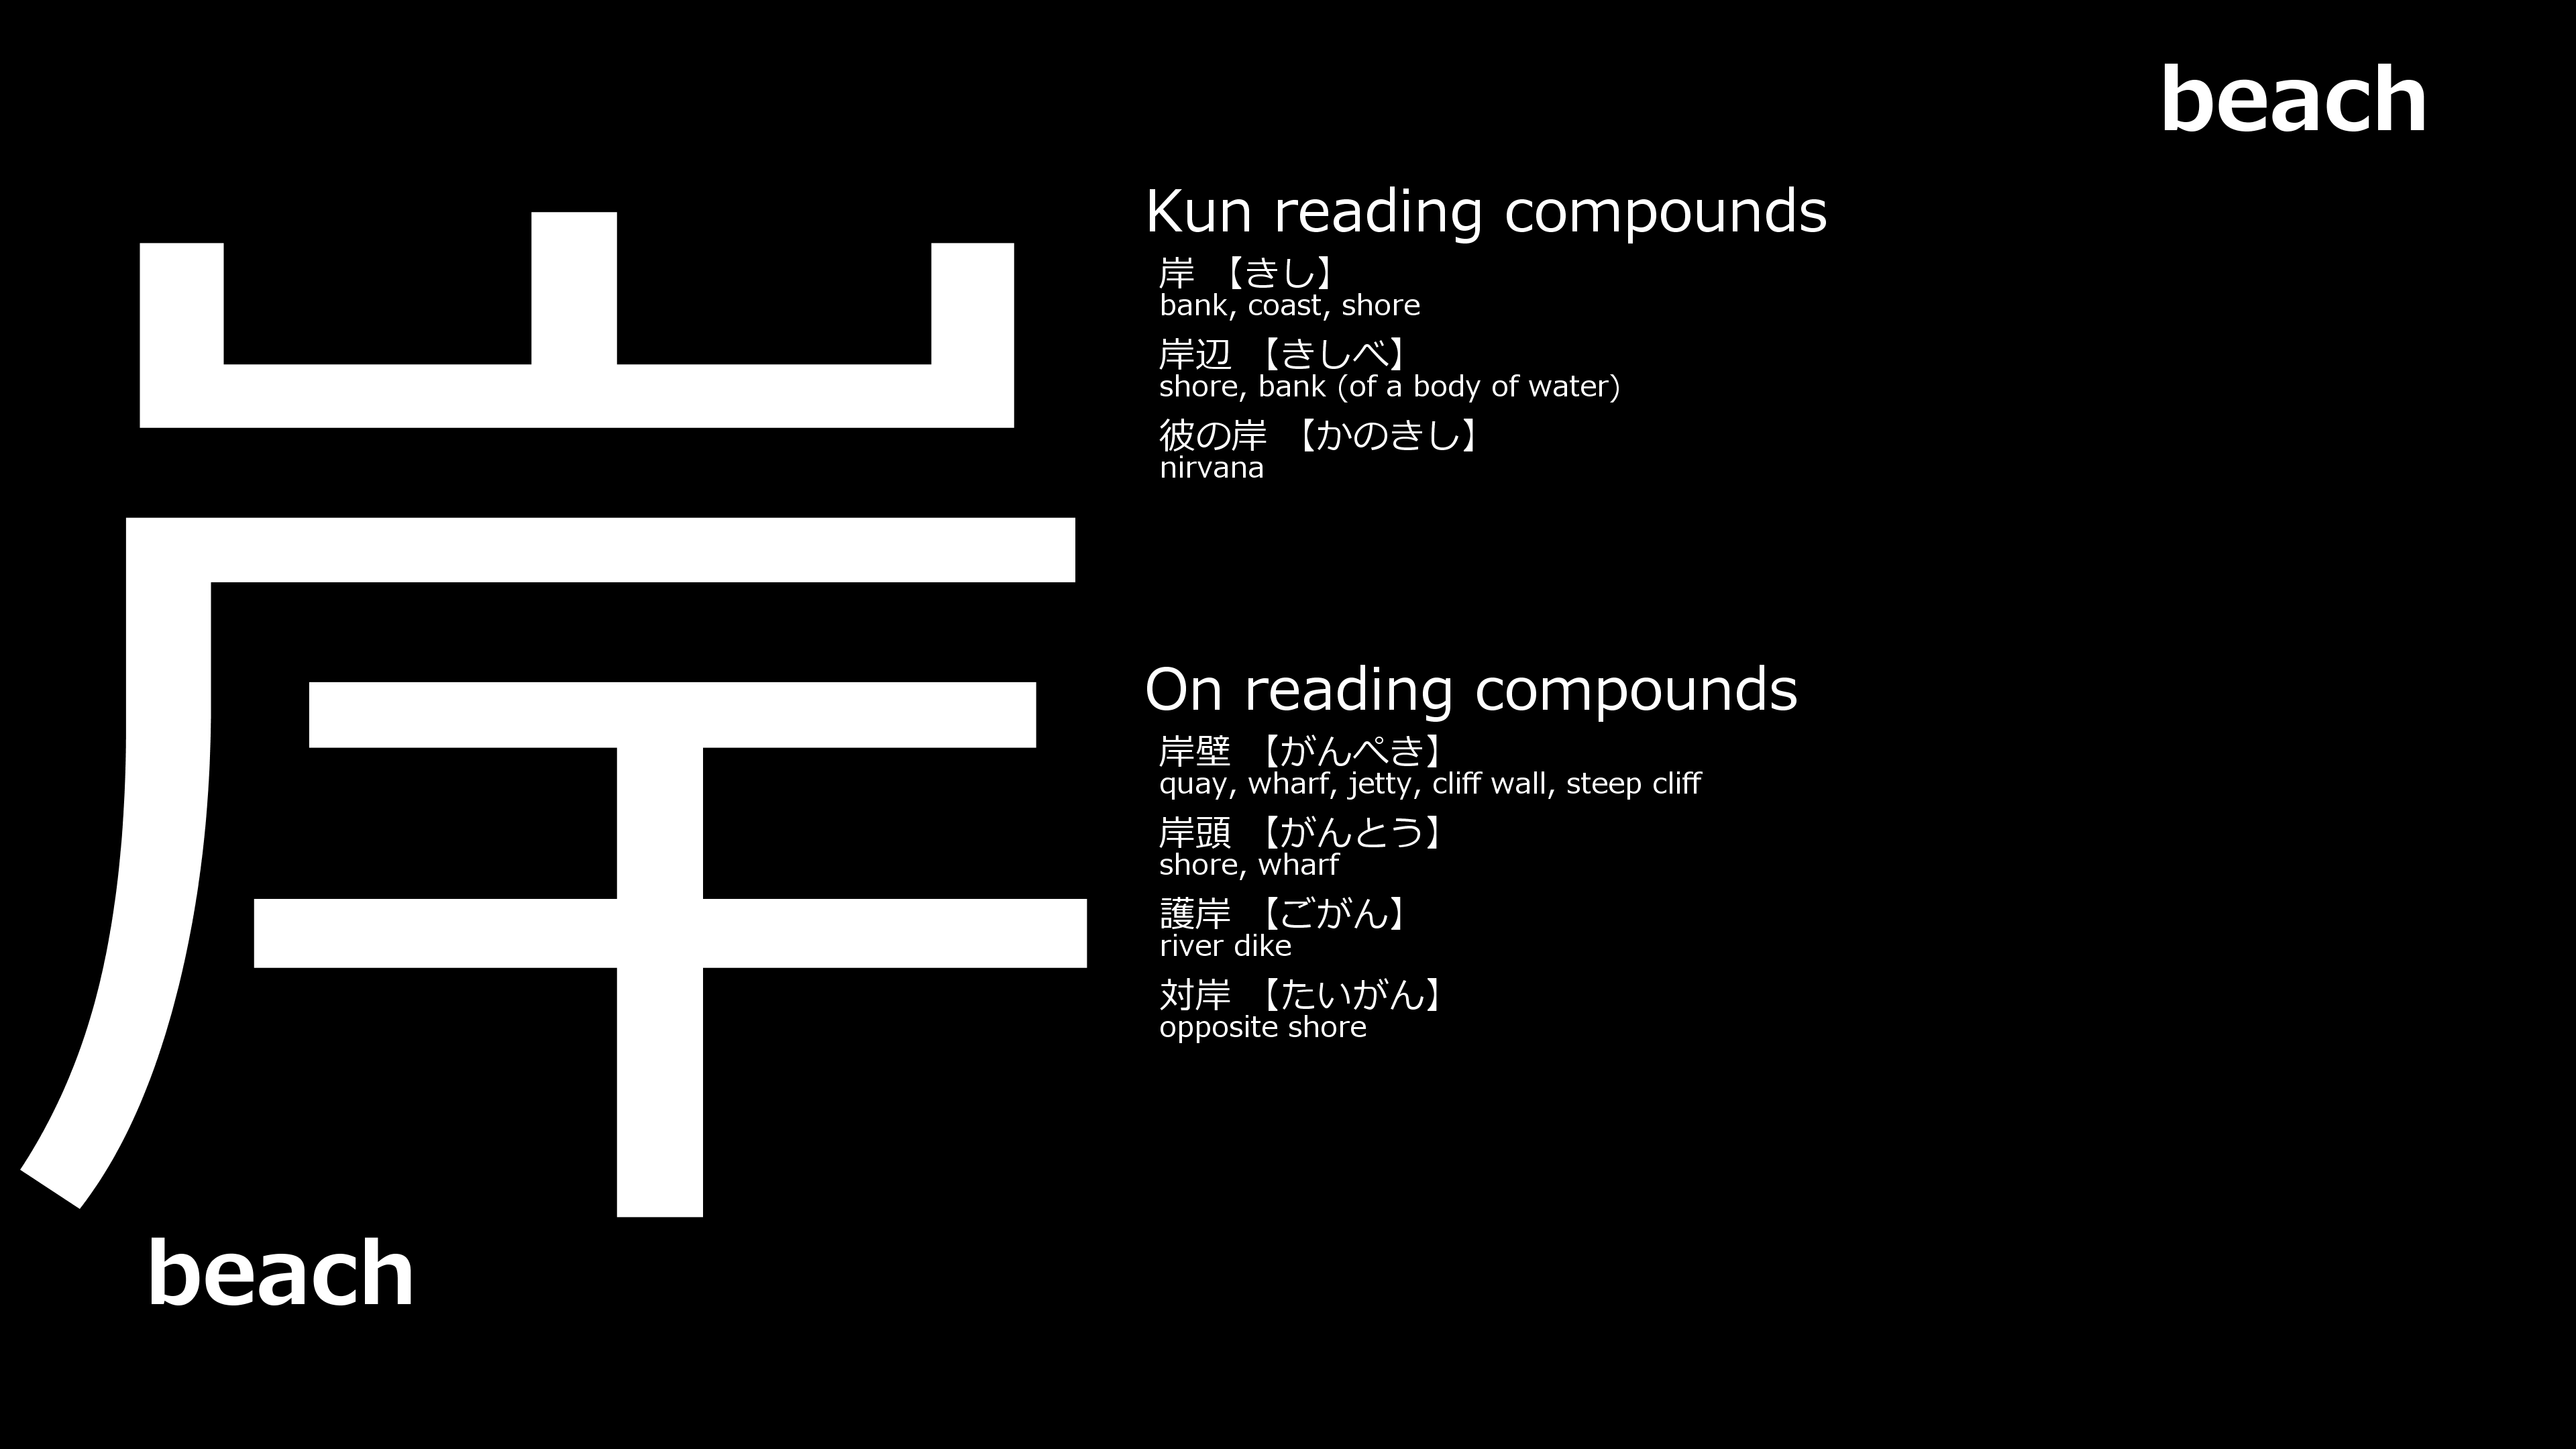 beach
岸
Kun reading compounds
岸 【きし】
bank, coast, shore
岸辺 【きしべ】
shore, bank (of a body of water)
彼の岸 【かのきし】
nirvana
On reading compounds
岸壁 【がんぺき】
quay, wharf, jetty, cliff wall, steep cliff
岸頭 【がんとう】
shore, wharf
護岸 【ごがん】
river dike
対岸 【たいがん】
opposite shore
beach